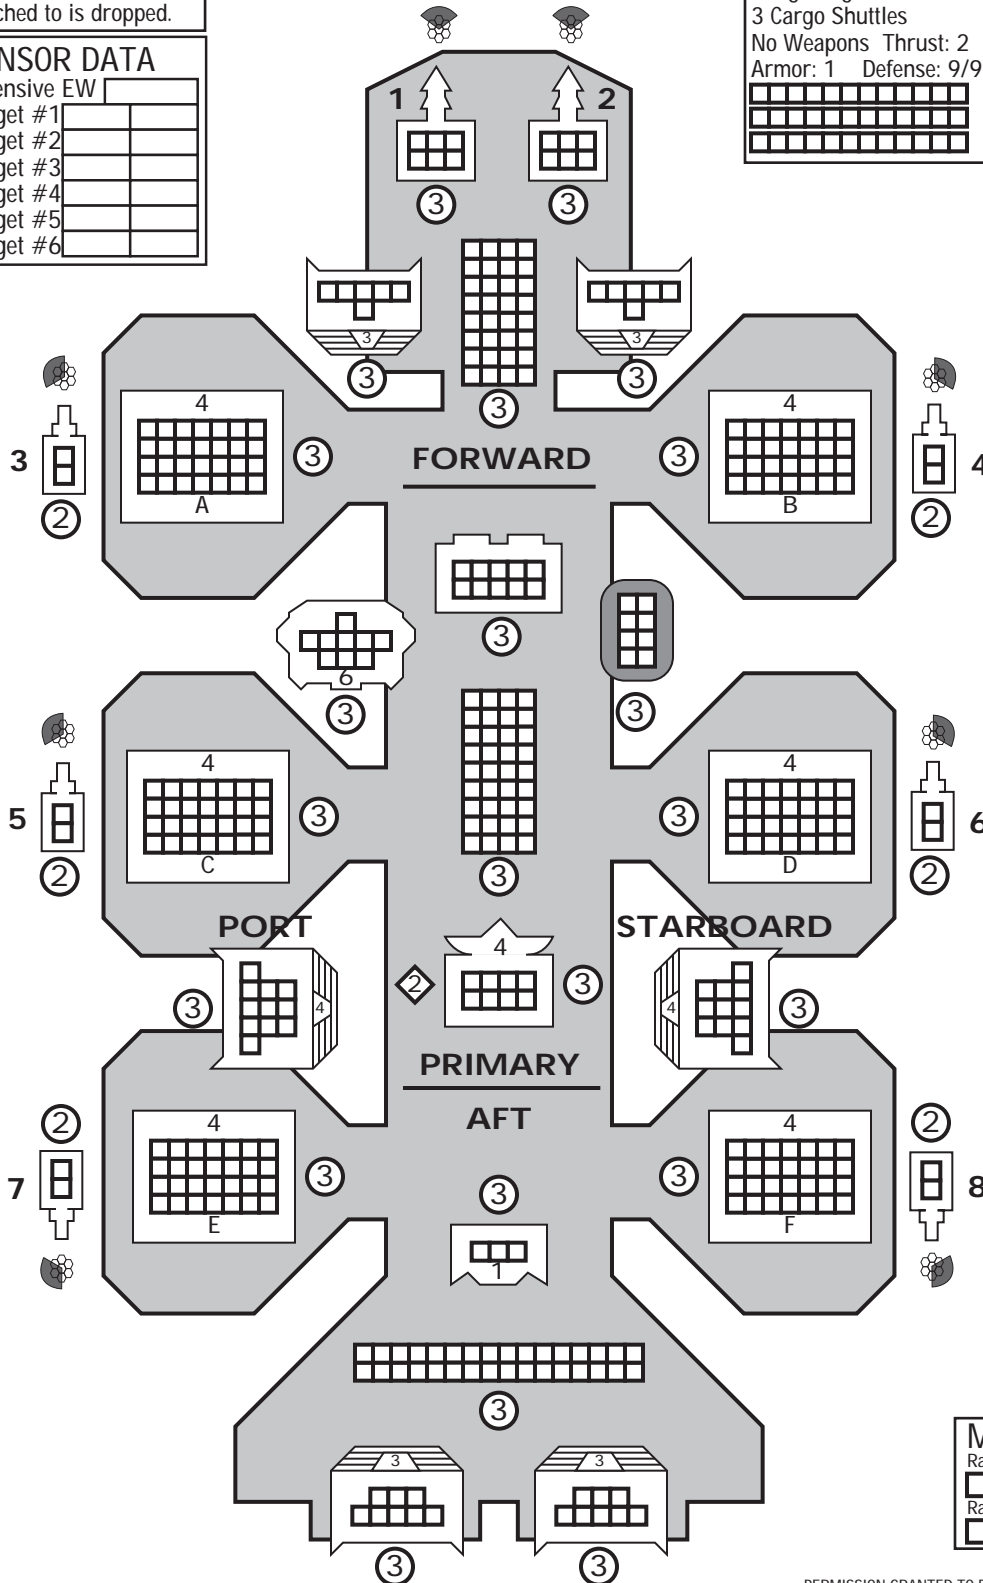 ched to is dropped.
NSOR DATA
ensive EW
get #1
get #2
get #3
get #4
get #5
get #6
3 Cargo Shuttles
No Weapons Thrust: 2
Armor: 1 Defense: 9/9
1
2
3
3
3
3
3
3
3
4
A
3
3
FORWARD
3
4
B
3
4
2
2
3
6
3
3
4
C
3
5
2
3
3
4
D
6
2
PORT
STARBOARD
3
4
2
4
3
4
3
PRIMARY
AFT
2
7
4
E
3
3
1
3
4
F
2
8
3
3
3
3
3
M
Ra
Ra